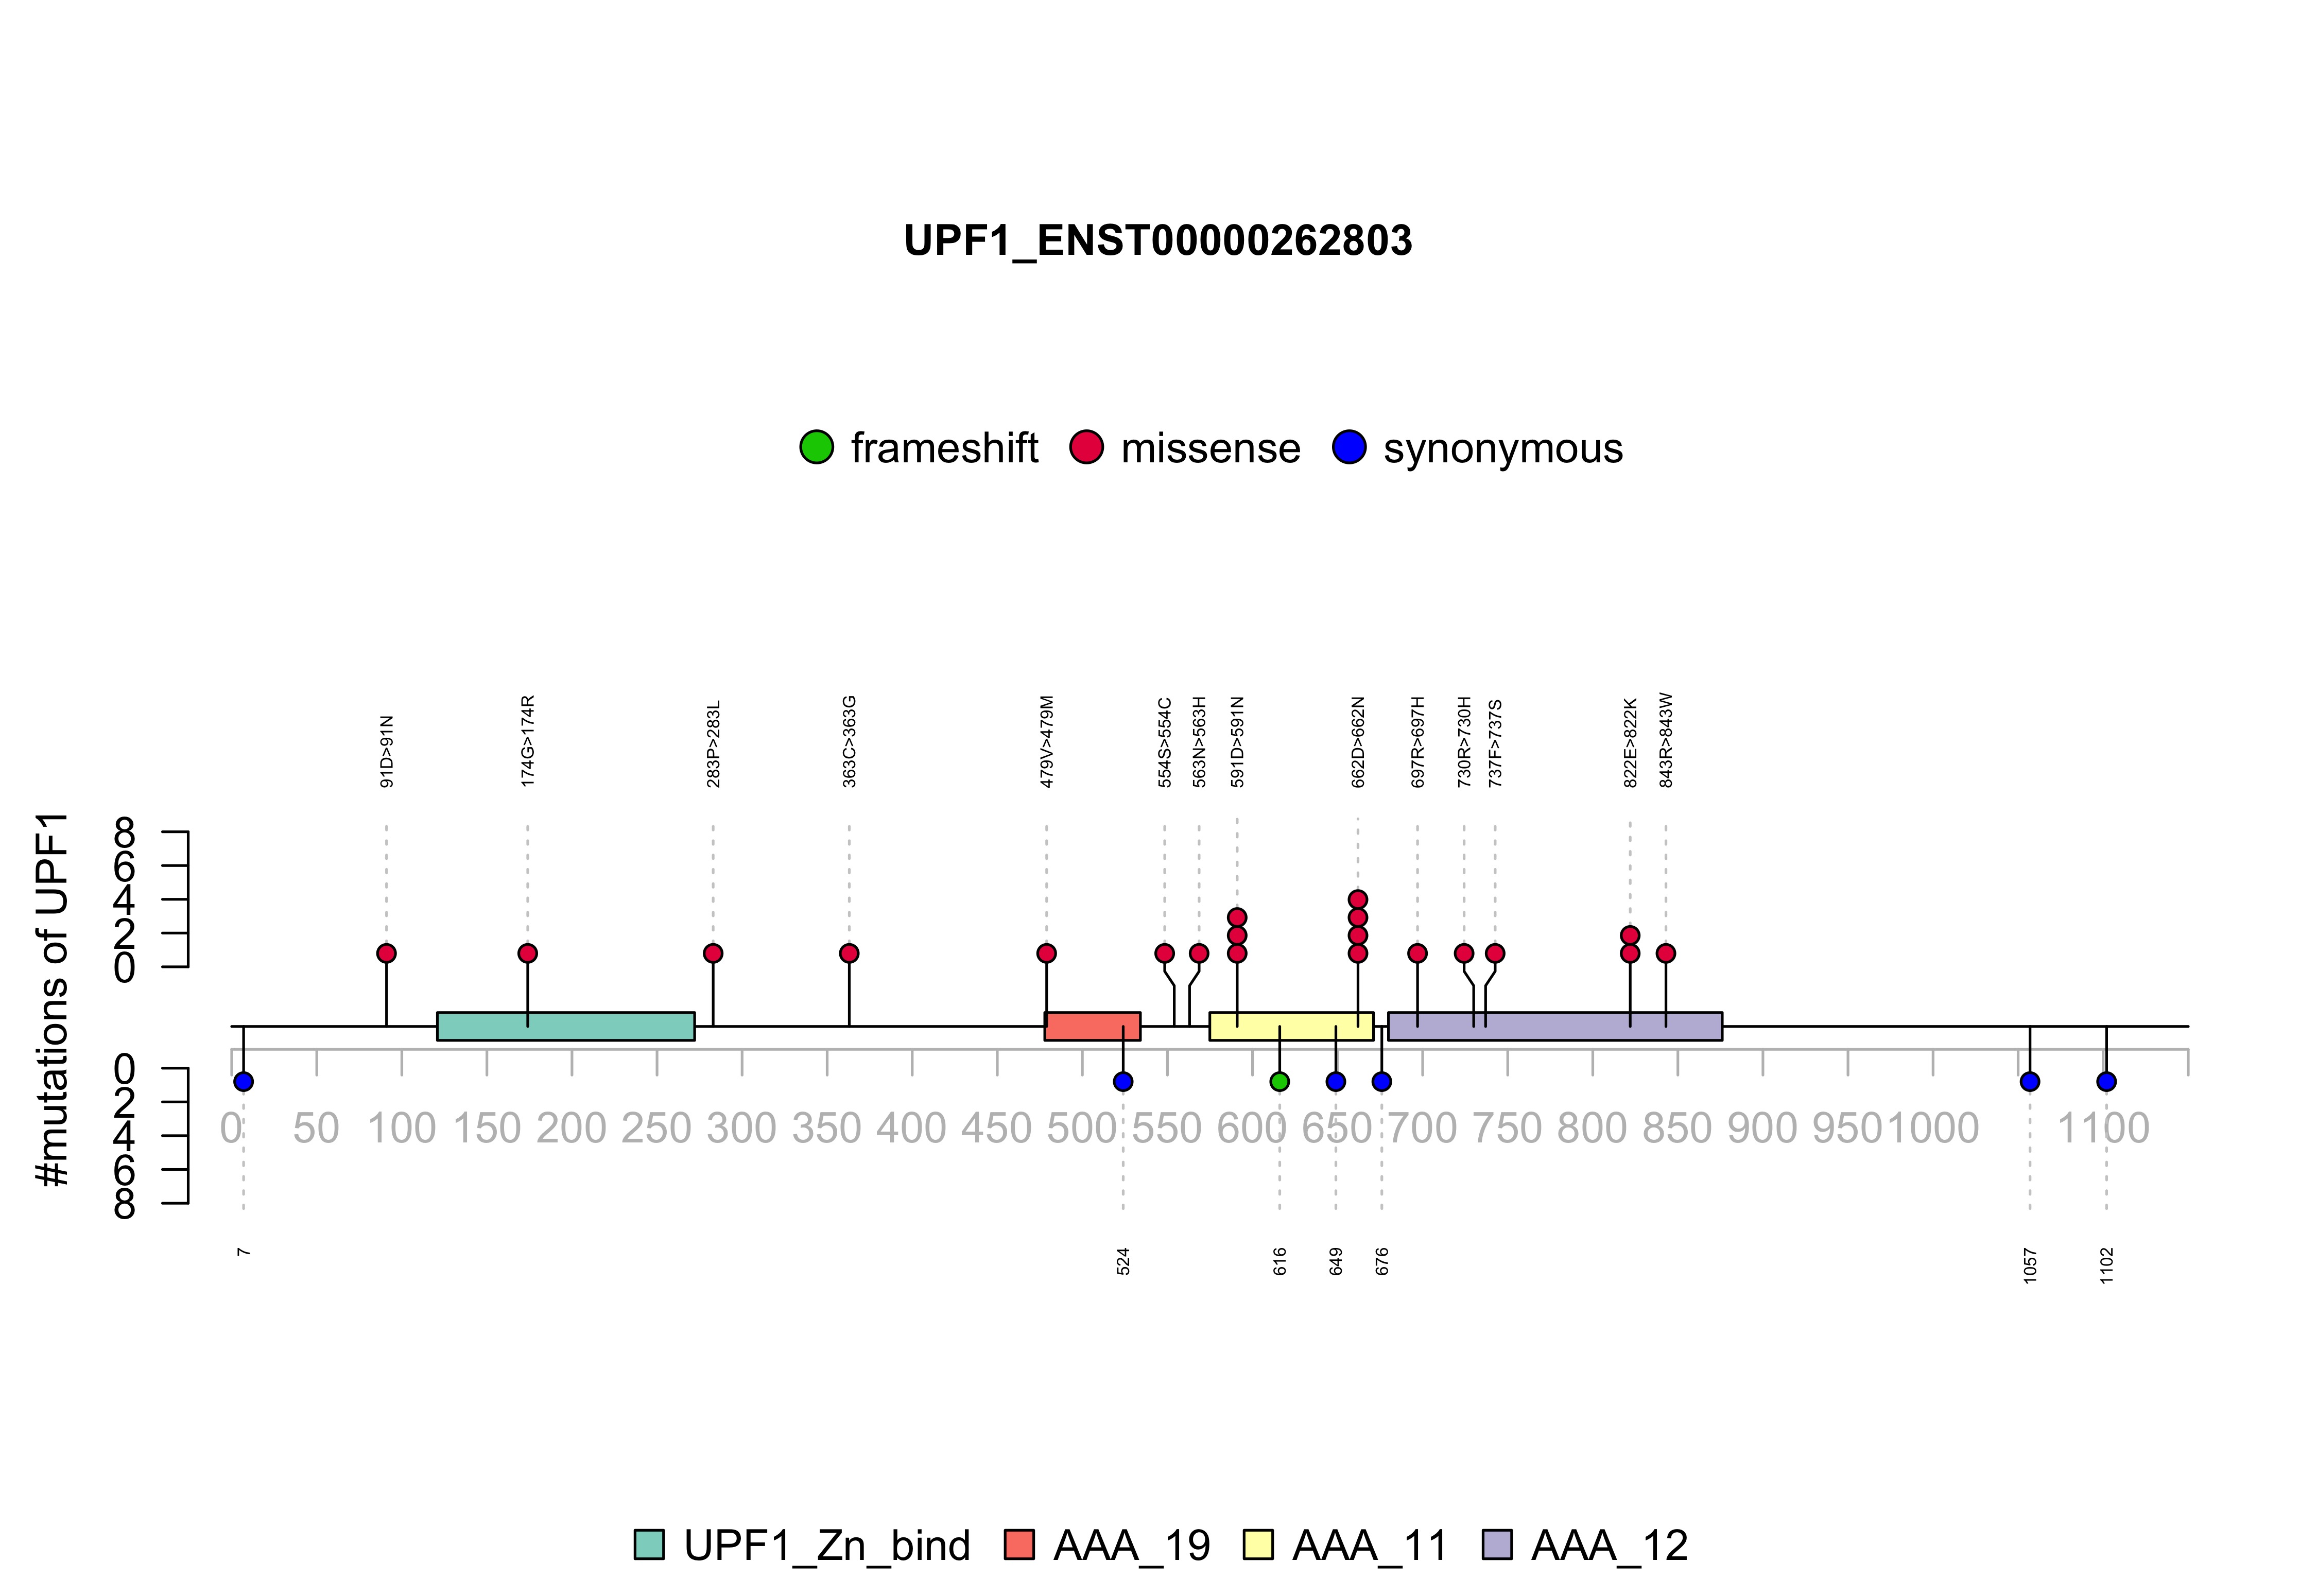 UPF1_ENST00000262803
frameshift missense synonymous
91D>91N
174G>174R
283P>283L
363C>363G
479V>479M
554S>554C
563N>563H
591D>591N
662D>662N
697R>697H
730R>730H
737F>737S
822E>822K
843R>843W
#mutations of UPF1
8
6
4
2
0
0
2
4
6
8
0 50 100 150 200 250 300 350 400 450 500 550 600 650 700 750 800 850 900 950 1000 1100
7
524
616
649
676
1057
1102
UPF1_Zn_bind AAA_19 AAA_11 AAA_12